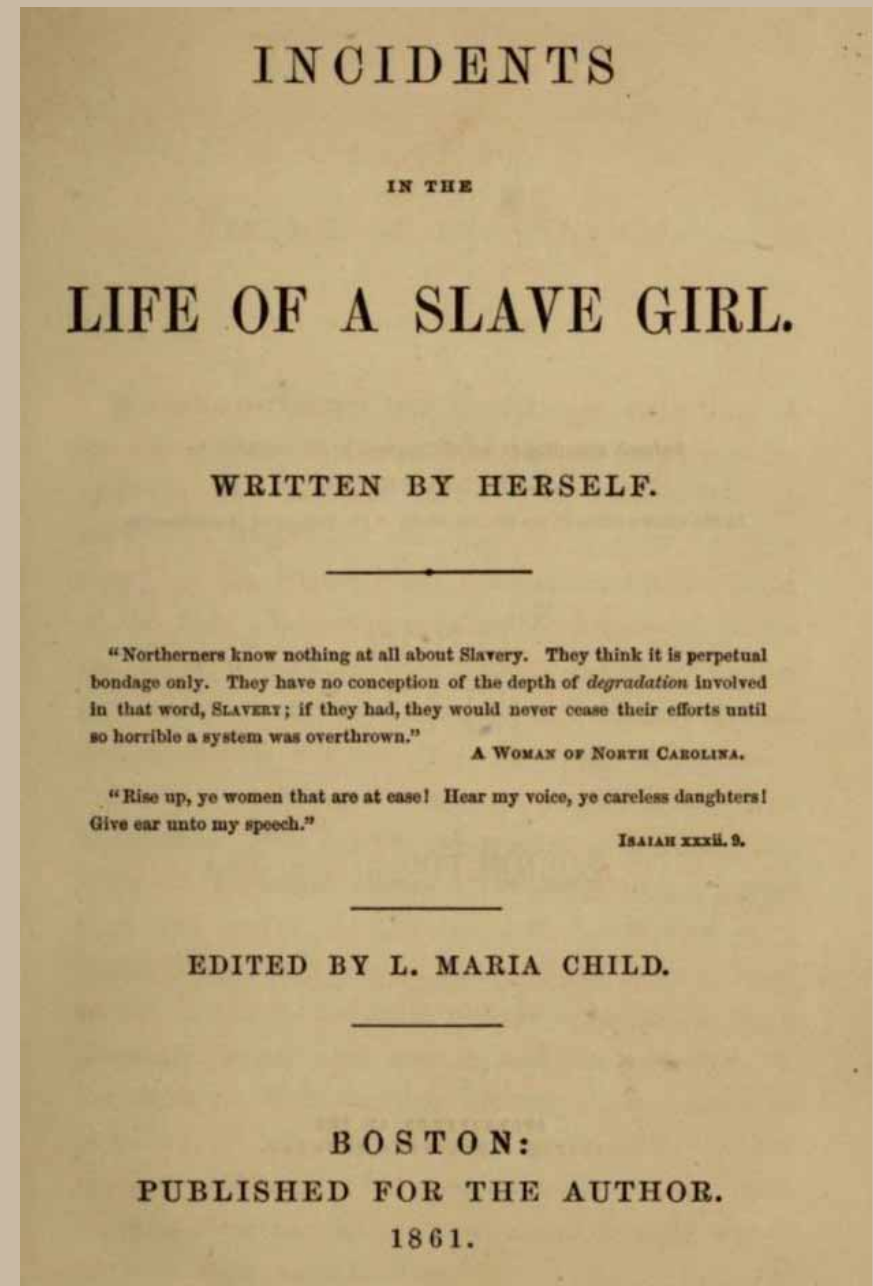 INCIDENTS
IN THE
LIFE OF A SLAVE GIRL.
WRITTEN BY HERSELF.
“Northerners know nothing at all about Slavery. They think it is perpetual
bondage only. They have no conception of the depth of degradation involved
in that word, SLAVERY; if they had, they would never cease their efforts until
so horrible a system was overthrown.”
A WOMAN OF NORTH CAROLINA.
“Rise up, ye women that are at ease! Hear my voice, ye careless daughters!
Give ear unto my speech.”
ISAIAH xxxii. 9.
EDITED BY L. MARIA CHILD.
BOSTON:
PUBLISHED FOR THE AUTHOR.
1861.